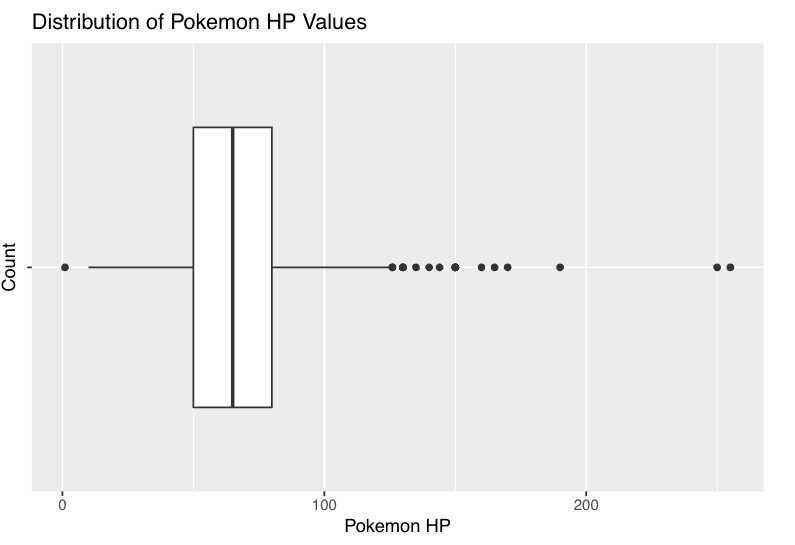 Distribution of Pokemon HP Values
Count
0
100
200
Pokemon HP